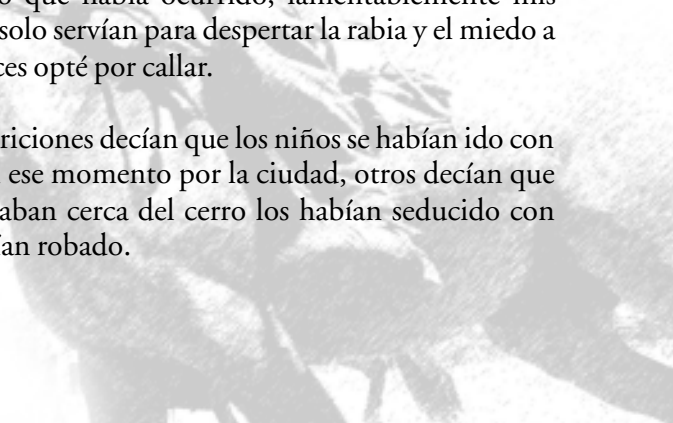 o que había ocurrido, lamentablemente mis
solo servían para despertar la rabia y el miedo a
ces opté por callar.
riciones decían que los niños se habían ido con
ese momento por la ciudad, otros decían que
aban cerca del cerro los habían seducido con
ían robado.